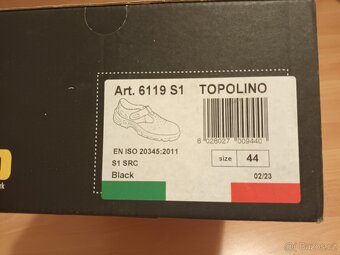 Art. 6119 S1 TOPOLINO
8 028027 009440
EN ISO 20345:2011
S1 SRC
Black
size 44
02/23